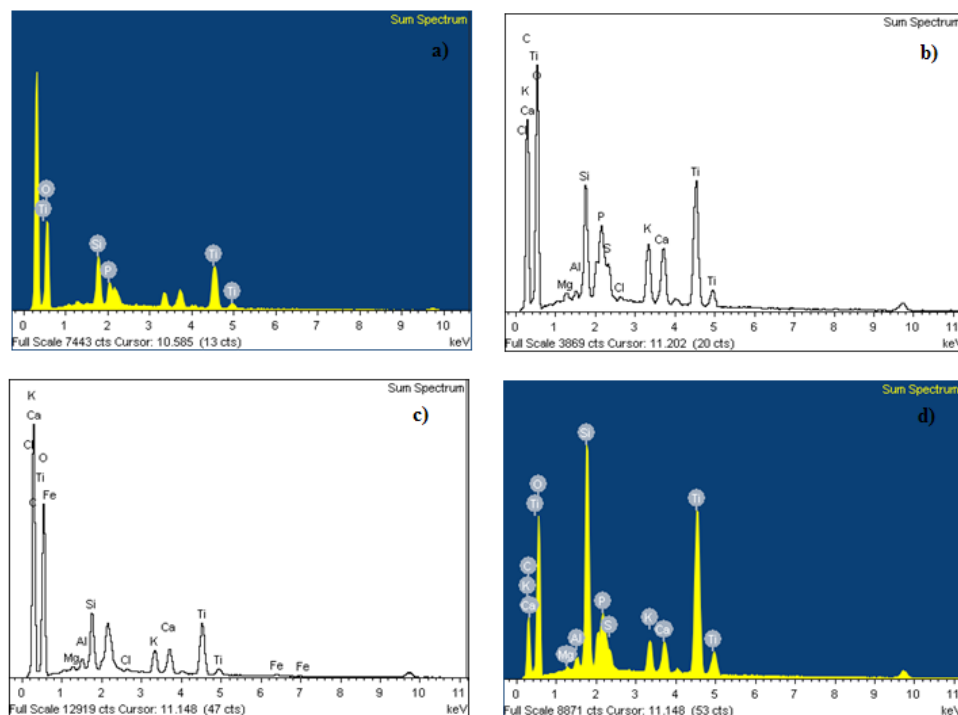 Sum Spectrum
a)
O
Ti
Si
P
Ti
Ti
0 1 2 3 4 5 6 7 8 9 10
Full Scale 7443 cts Cursor: 10.585 (13 cts) keV
Sum Spectrum
b)
C
Ti
K
O
Ca
Cl
Si
P
S
Al
Mg
Cl
K
Ca
Ti
Ti
0 1 2 3 4 5 6 7 8 9 10 11
Full Scale 3869 cts Cursor: 11.202 (20 cts) keV
Sum Spectrum
c)
K
Ca
Cl
O
Ti
C
Fe
Si
Al
Mg
Cl
K
Ca
Ti
Ti
Fe
Fe
0 1 2 3 4 5 6 7 8 9 10 11
Full Scale 12919 cts Cursor: 11.148 (47 cts) keV
Sum Spectrum
d)
Si
O
Ti
C
K
Ca
Mg
Al
P
S
K
Ca
Ti
Ti
0 1 2 3 4 5 6 7 8 9 10 11
Full Scale 8871 cts Cursor: 11.148 (53 cts) keV